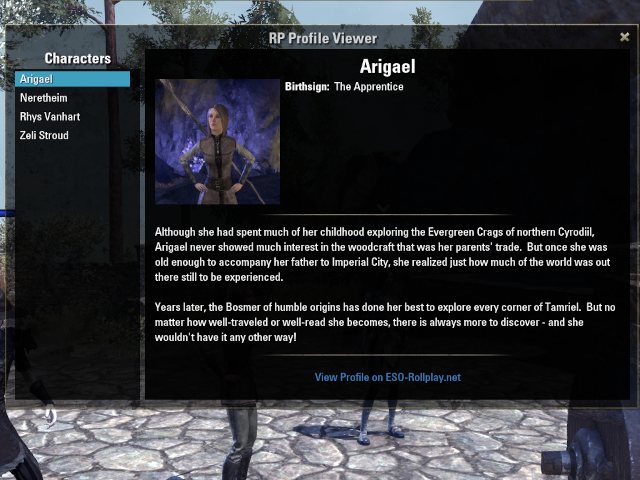 RP Profile Viewer
Characters
Arigael
Neretheim
Rhys Vanhart
Zeli Stroud
Arigael
Birthsign: The Apprentice
Although she had spent much of her childhood exploring the Evergreen Crags of northern Cyrodiil,
Arigael never showed much interest in the woodcraft that was her parents' trade. But once she was
old enough to accompany her father to Imperial City, she realized just how much of the world was out
there still to be experienced.
Years later, the Bosmer of humble origins has done her best to explore every corner of Tamriel. But no
matter how well-traveled or well-read she becomes, there is always more to discover - and she
wouldn't have it any other way!
View Profile on ESO-Rollplay.net